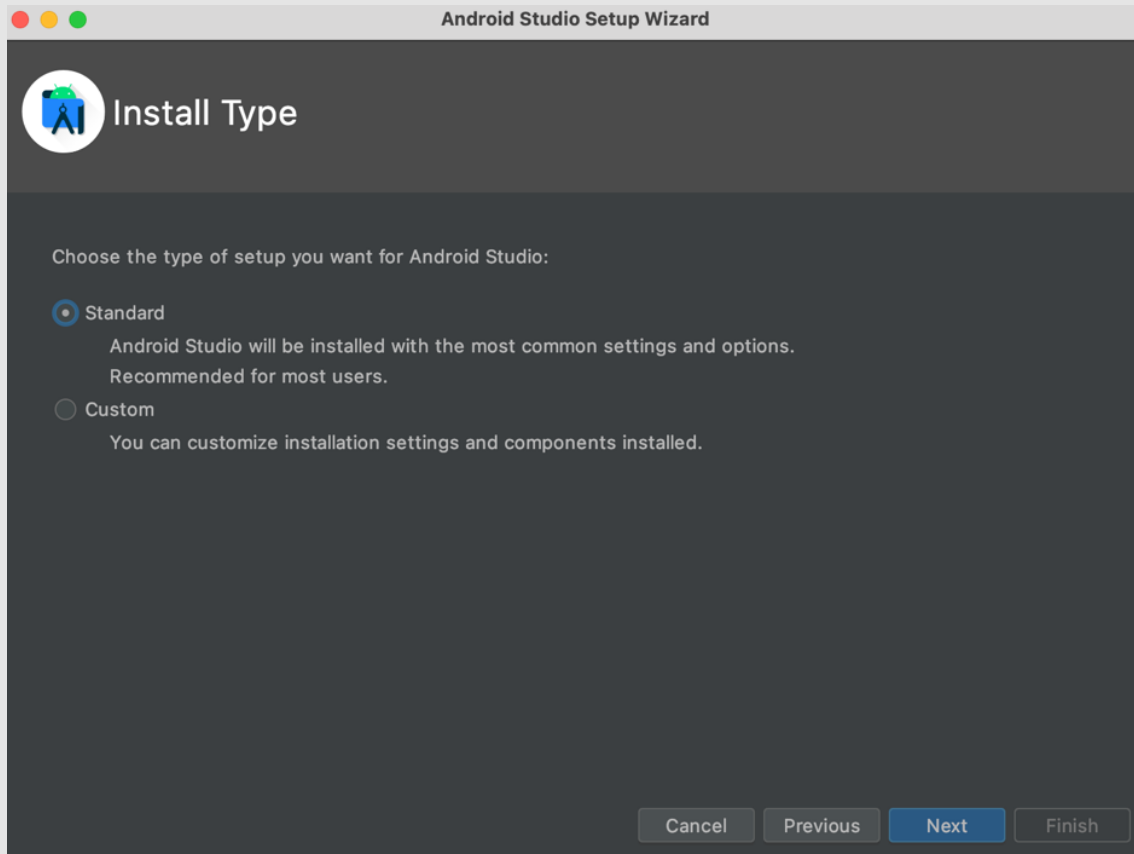 Android Studio Setup Wizard
Install Type
Choose the type of setup you want for Android Studio:
Standard
Android Studio will be installed with the most common settings and options.
Recommended for most users.
Custom
You can customize installation settings and components installed.
Cancel Previous Next Finish